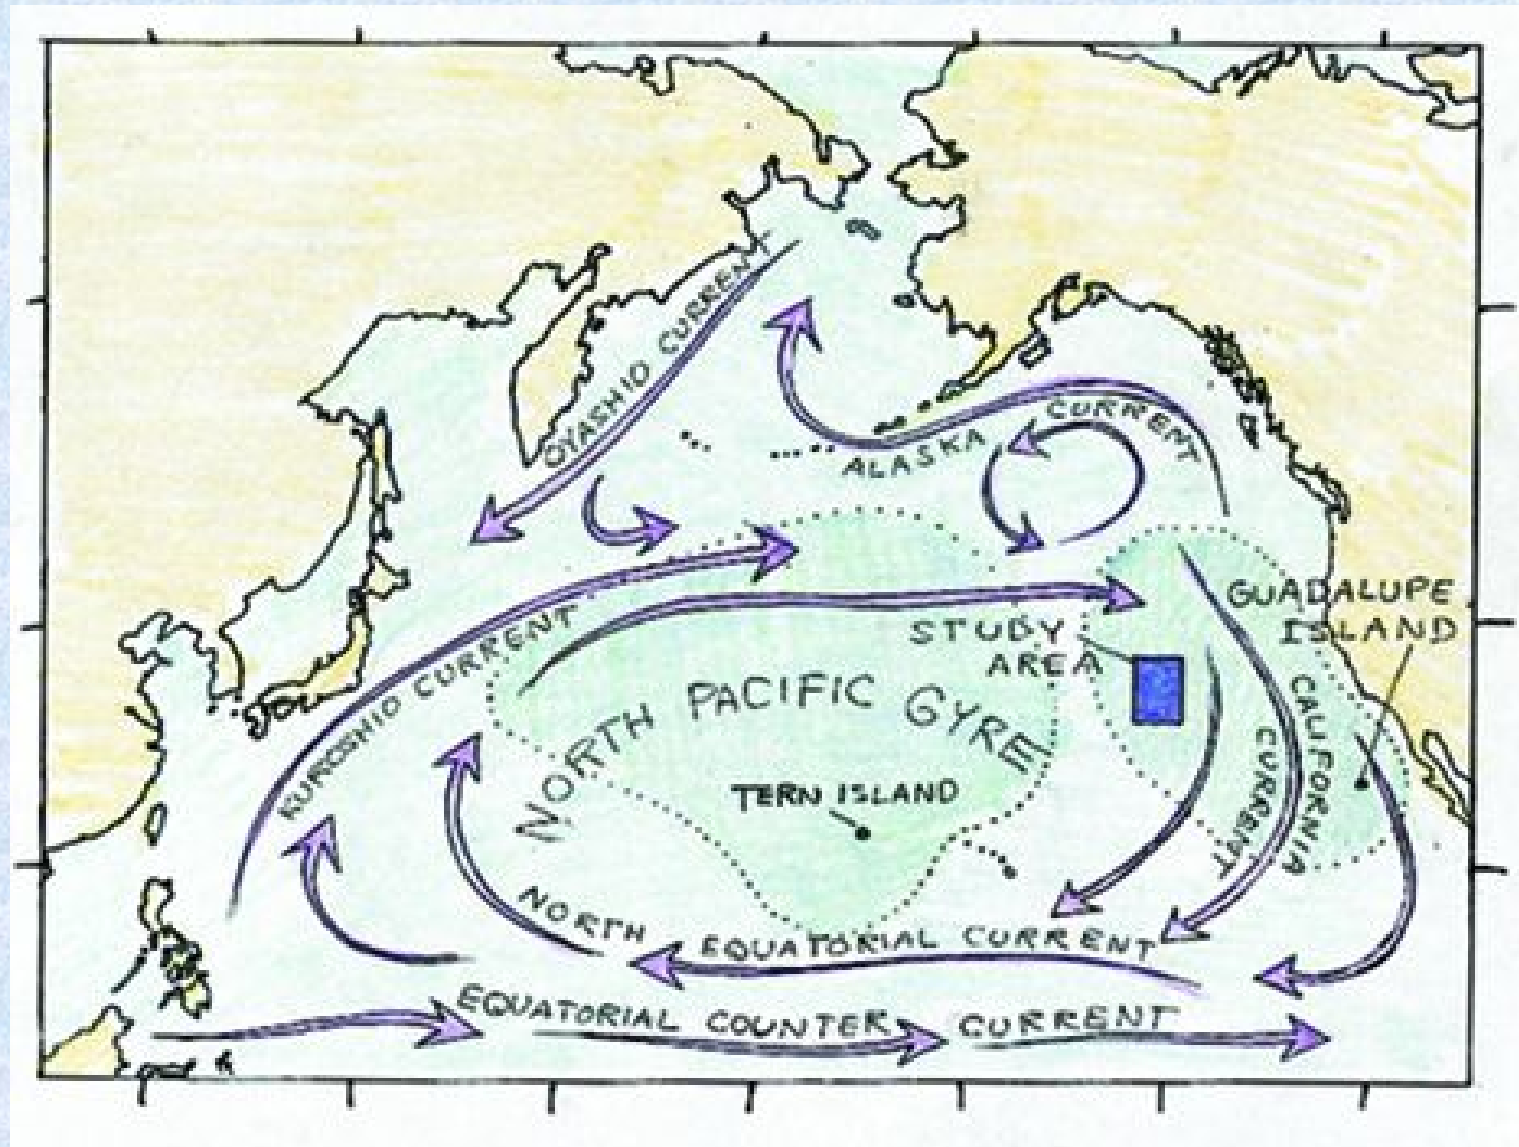 OYASHIO CURRENT
ALASKA CURRENT
GUADALUPE
ISLAND
STUDY
AREA
KUROSHIO CURRENT
NORTH PACIFIC GYRE
CALIFORNIA
CURRENT
TERN ISLAND
NORTH EQUATORIAL CURRENT
EQUATORIAL COUNTER CURRENT